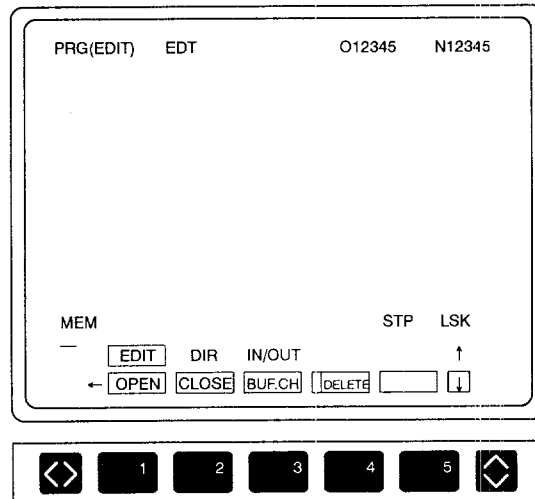 PRG(EDIT) EDT O12345 N12345
MEM STP LSK
EDIT DIR IN/OUT ↑
← OPEN CLOSE BUF.CH DELETE ↓
1 2 3 4 5